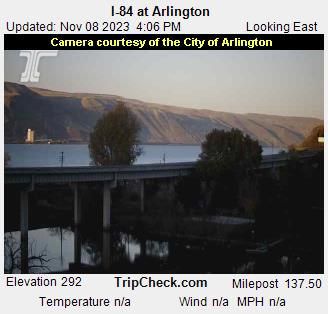 I-84 at Arlington
Updated: Nov 08 2023 4:06 PM Looking East
Camera courtesy of the City of Arlington
Elevation 292 TripCheck.com Milepost 137.50
Temperature n/a Wind n/a MPH n/a